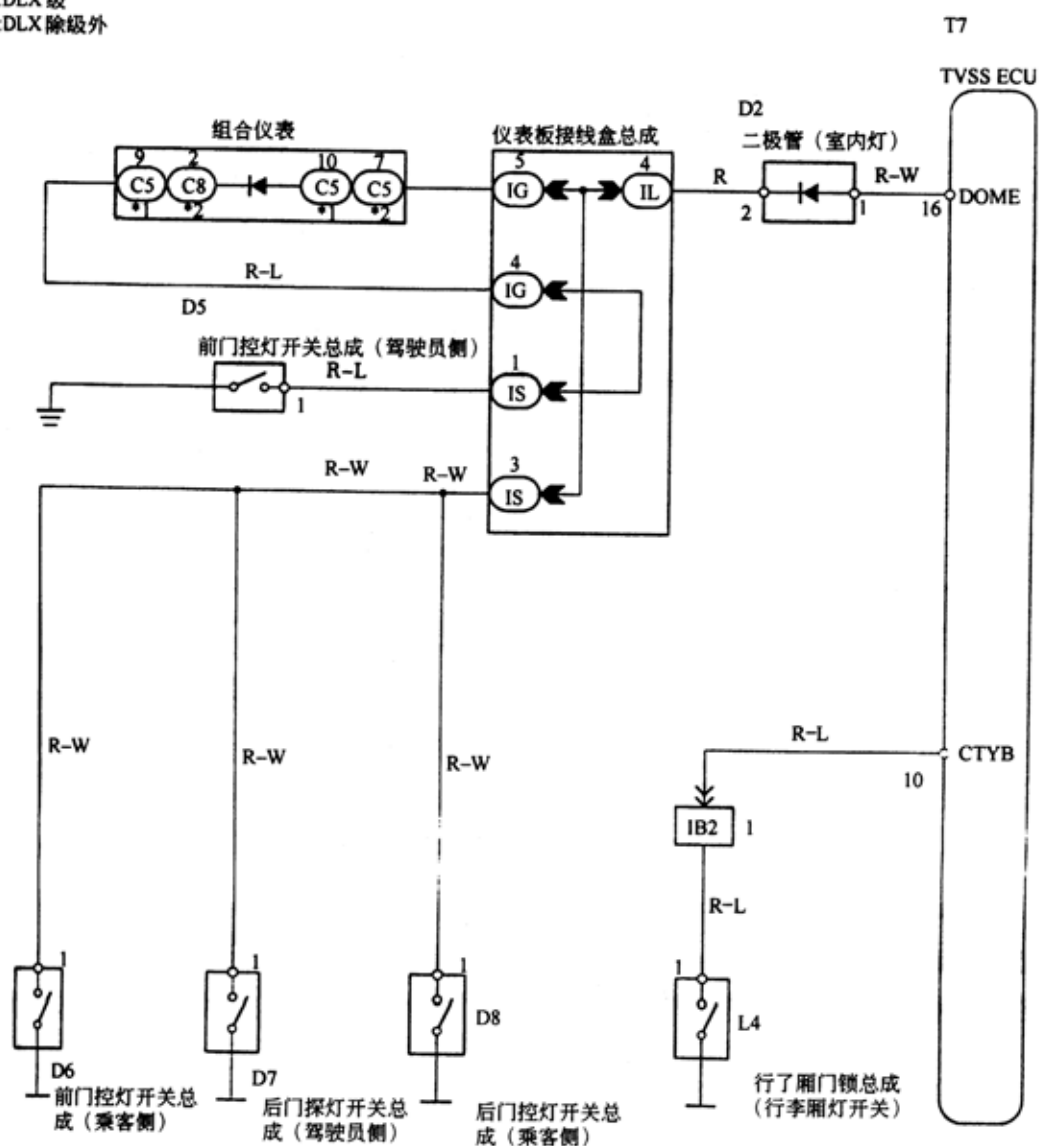 :DLX 级
:DLX 除级外
T7
TVSS ECU
D2
二极管（室内灯）
组合仪表
仪表板接线盒总成
9
2
10
7
5
4
C5
C8
C5
C5
IG
IL
R
R-W
DOME
*1
*2
*1
*2
2
1
16
4
R-L
IG
D5
前门控灯开关总成（驾驶员侧）
R-L
1
1
IS
3
R-W
R-W
IS
R-W
R-W
R-W
R-L
CTYB
10
IB2
1
R-L
1
1
1
1
D8
L4
D6
前门控灯开关总
成（乘客侧）
D7
后门探灯开关总
成（驾驶员侧）
后门控灯开关总
成（乘客侧）
行了厢门锁总成
（行李厢灯开关）